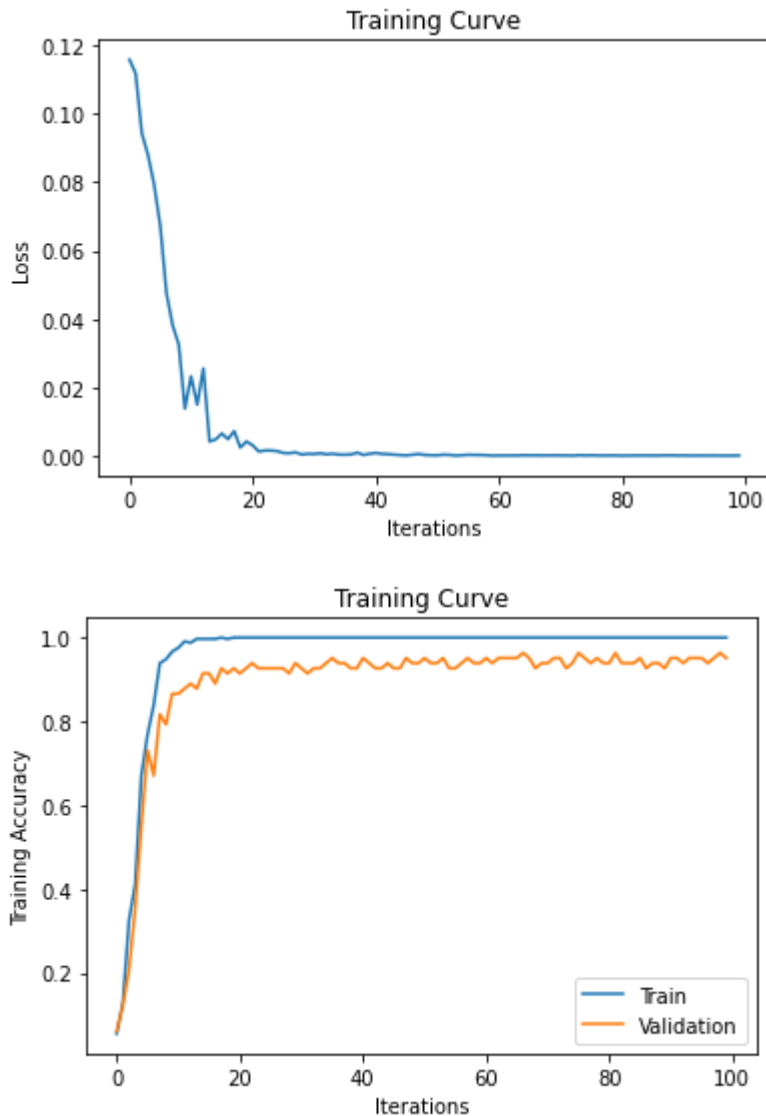 Training Curve
0.12
0.10
0.08
0.06
0.04
0.02
0.00
Loss
0 20 40 60 80 100
Iterations
Training Curve
1.0
0.8
0.6
0.4
0.2
Training Accuracy
Train
Validation
0 20 40 60 80 100
Iterations